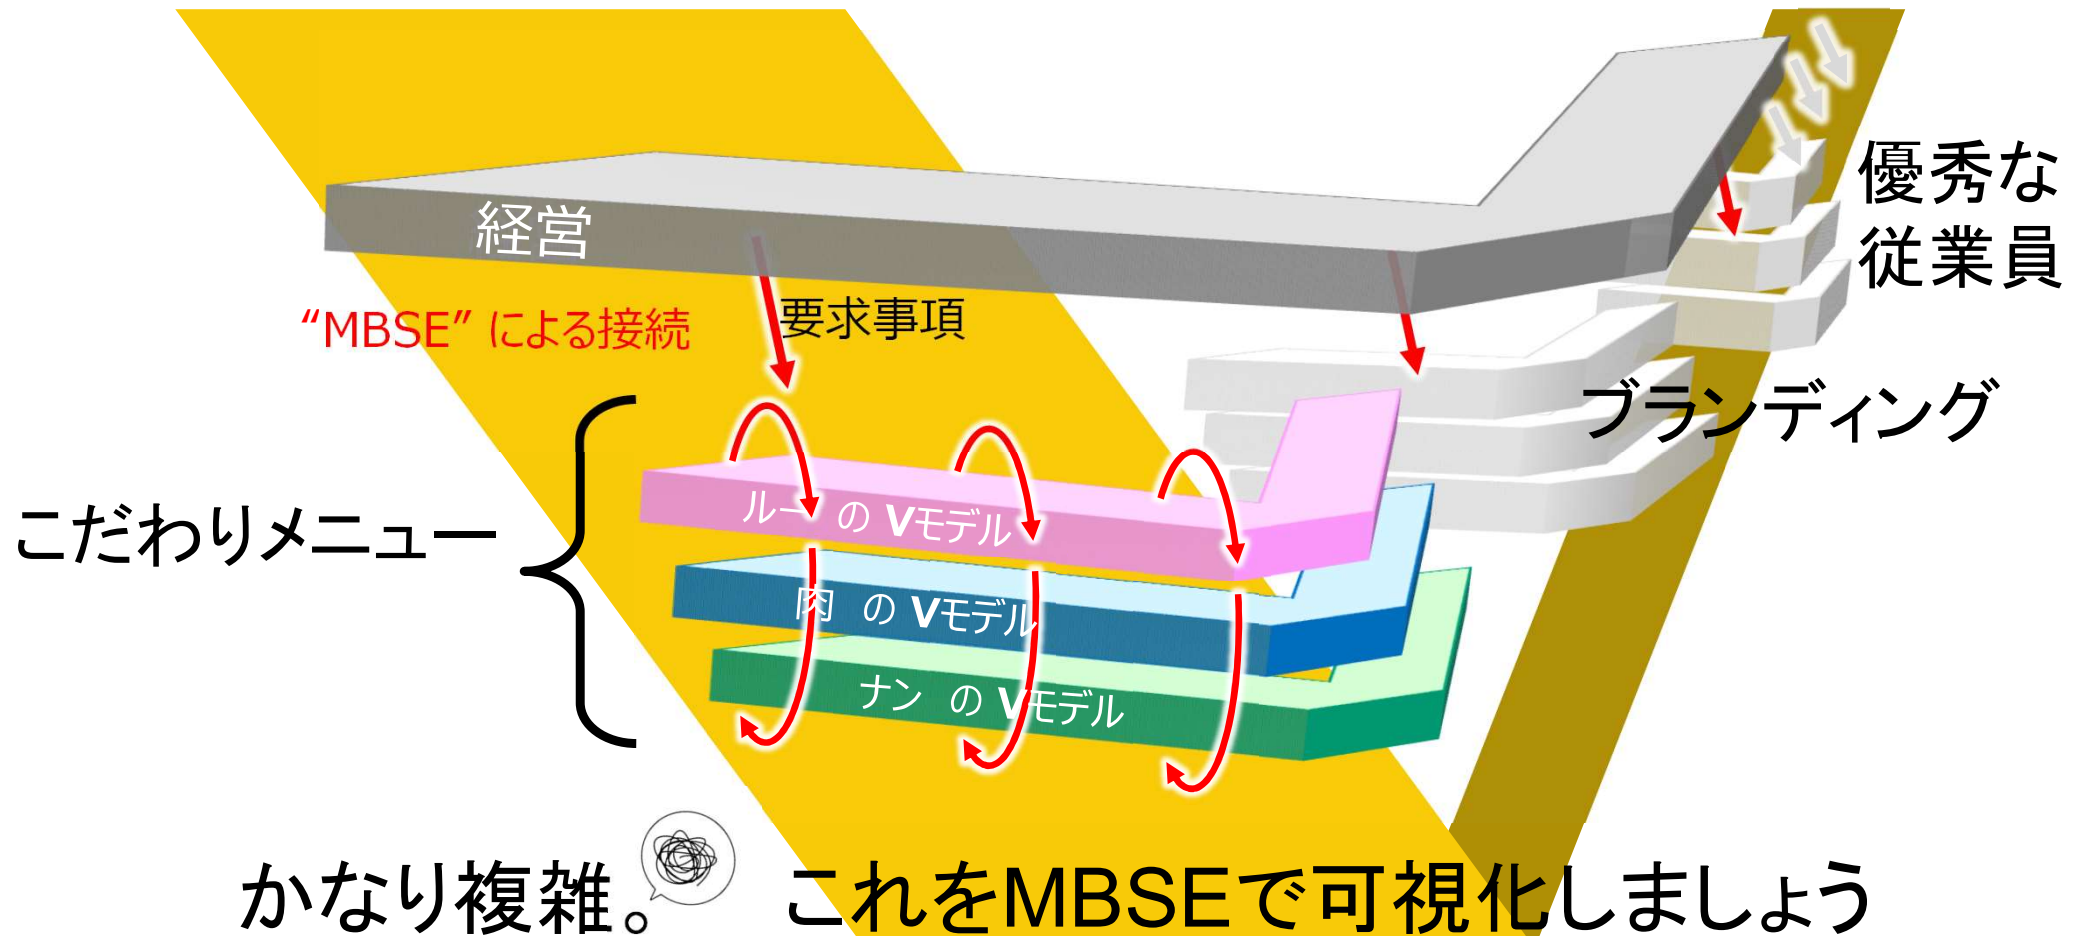 経営
優秀な
従業員
“MBSE” による接続
要求事項
ブランディング
こだわりメニュー
ルー の Vモデル
肉 の Vモデル
ナン の Vモデル
かなり複雑。 これをMBSEで可視化しましょう